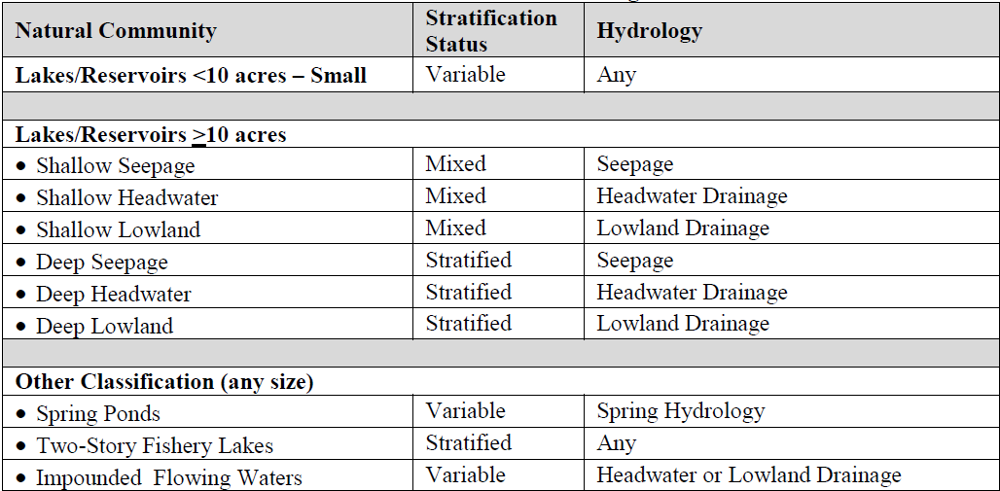 Natural Community Stratification Status Hydrology
Lakes/Reservoirs <10 acres – Small Variable Any
Lakes/Reservoirs ≥10 acres
• Shallow Seepage Mixed Seepage
• Shallow Headwater Mixed Headwater Drainage
• Shallow Lowland Mixed Lowland Drainage
• Deep Seepage Stratified Seepage
• Deep Headwater Stratified Headwater Drainage
• Deep Lowland Stratified Lowland Drainage
Other Classification (any size)
• Spring Ponds Variable Spring Hydrology
• Two-Story Fishery Lakes Stratified Any
• Impounded Flowing Waters Variable Headwater or Lowland Drainage